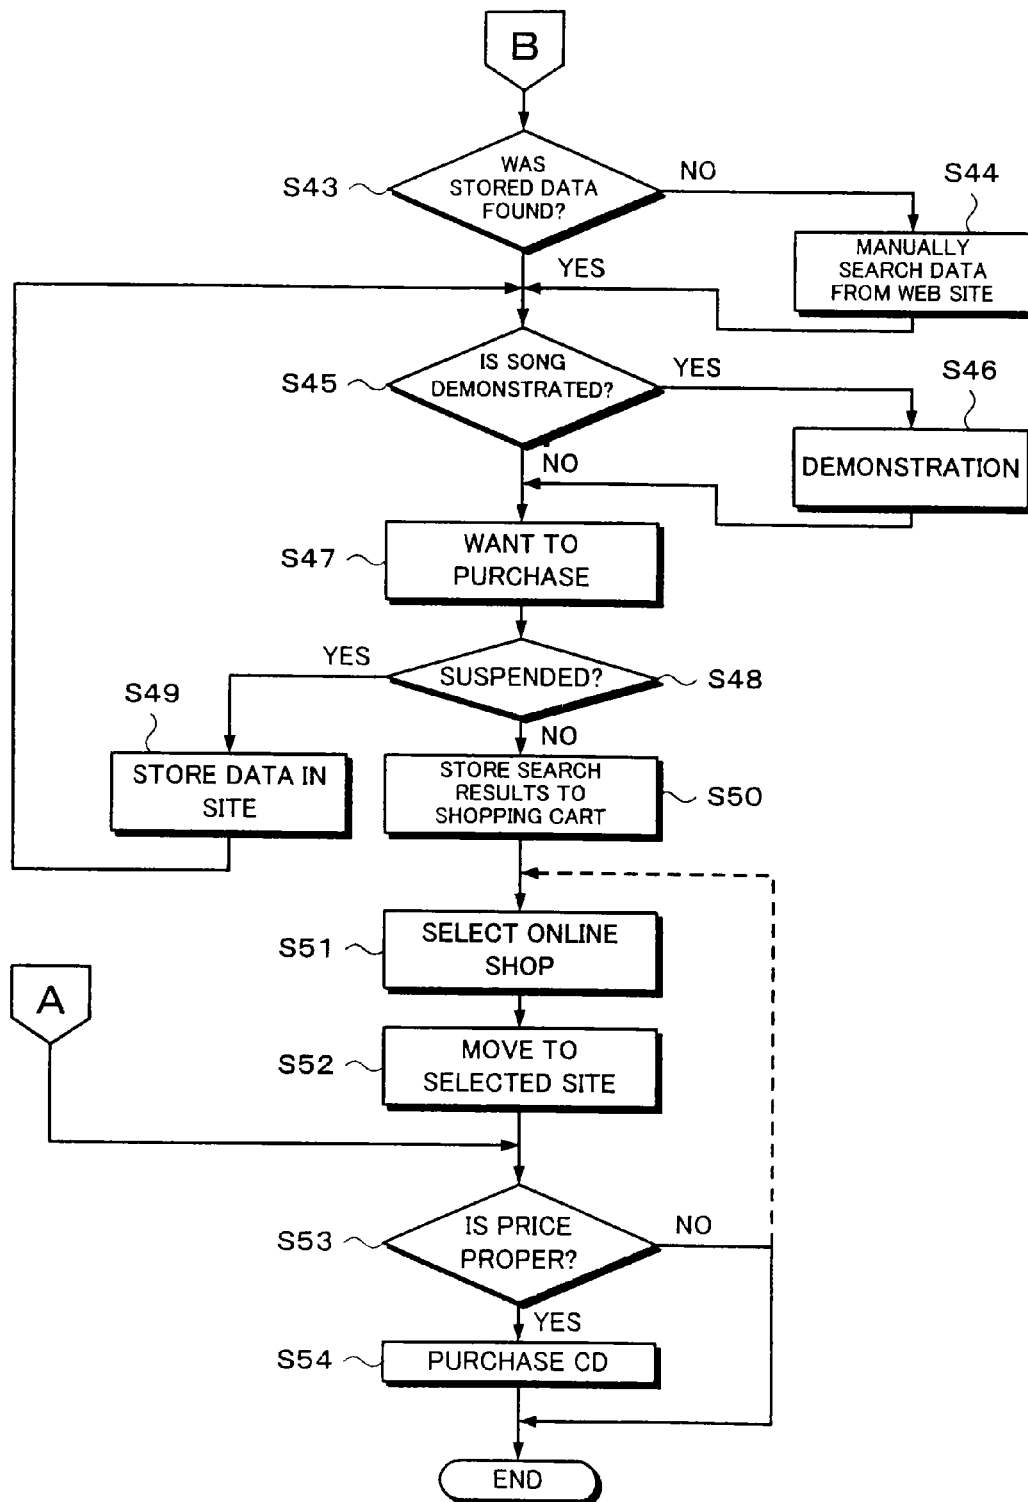 B
S43
WAS
STORED DATA
FOUND?
NO
S44
MANUALLY
SEARCH DATA
FROM WEB SITE
YES
S45
IS SONG
DEMONSTRATED?
YES
S46
DEMONSTRATION
NO
S47
WANT TO
PURCHASE
YES
SUSPENDED?
S48
S49
STORE DATA IN
SITE
NO
STORE SEARCH
RESULTS TO
SHOPPING CART
S50
S51
SELECT ONLINE
SHOP
A
S52
MOVE TO
SELECTED SITE
S53
IS PRICE
PROPER?
NO
YES
S54
PURCHASE CD
END